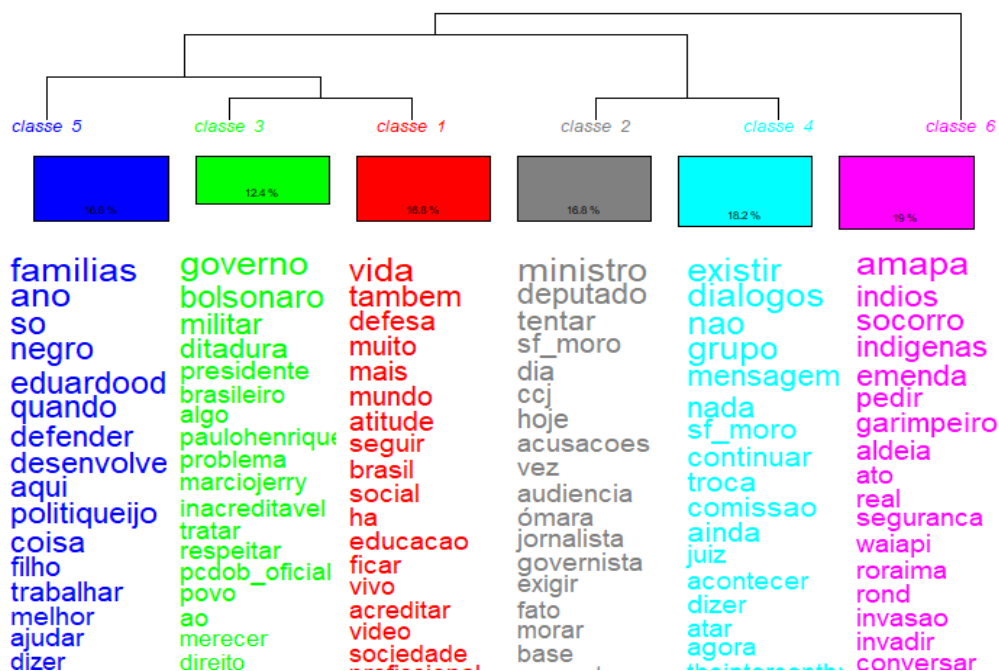 classe 5
classe 3
classe 1
classe 2
classe 4
classe 6
12.4 %
16.8 %
16.8 %
18.2 %
19 %
familias
ano
so
negro
eduardood
quando
defender
desenvolve
aqui
politiqueijo
coisa
filho
trabalhar
melhor
ajudar
dizer
governo
bolsonaro
militar
ditadura
presidente
brasileiro
algo
paulohenrique
problema
marciojerry
inacreditavel
tratar
respeitar
pcdob_oficial
povo
ao
merecer
direito
vida
tambem
defesa
muito
mais
mundo
atitude
seguir
brasil
social
ha
educacao
ficar
vivo
acreditar
video
sociedade
ministro
deputado
tentar
sf_moro
dia
ccj
hoje
acusacoes
vez
audiencia
ómara
jornalista
governista
exigir
fato
morar
base
existir
dialogos
nao
grupo
mensagem
nada
sf_moro
continuar
troca
comissao
ainda
juiz
acontecer
dizer
atar
agora
amapa
indios
socorro
indigenas
emenda
pedir
garimpeiro
aldeia
ato
real
seguranca
waiapi
roraima
rond
invasao
invadir
conversar